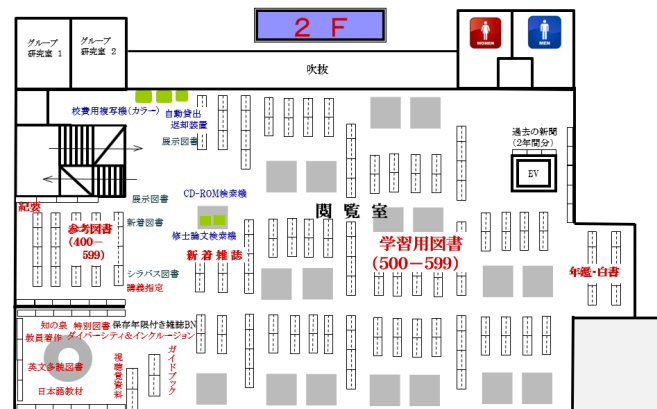 2 F
グループ
研究室 1
グループ
研究室 2
WOMEN
MEN
吹抜
校費用複写機(カラー)
自動貸出
返却装置
展示図書
過去の新聞
(2年間分)
EV
紀要
展示図書
CD-ROM検索機
閲覧室
参考図書
(400－
599)
新着図書
修士論文検索機
学習用図書
(500－599)
新着雑誌
シラバス図書
講義指定
年鑑・白書
知の泉 特別図書 保存年限付き雑誌BN
教員著作 ダイバーシティ&インクルージョン
英文多読図書
日本語教材
視聴覚資料
ガイドブック